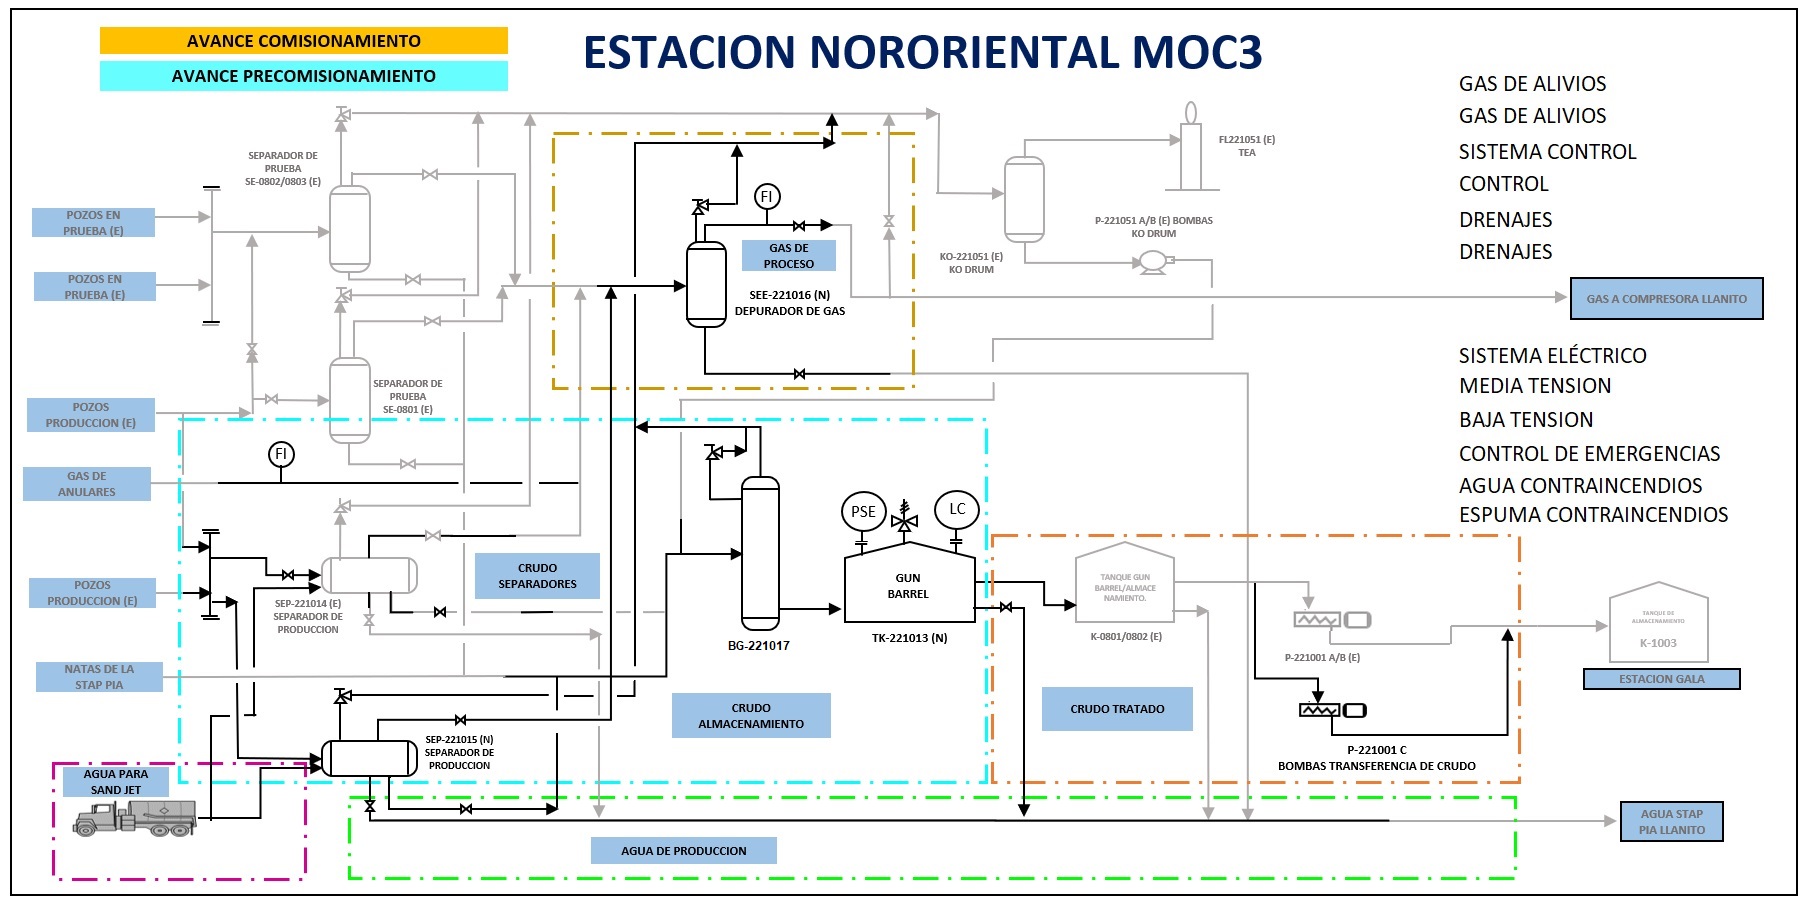 AVANCE COMISIONAMIENTO
AVANCE PRECOMISIONAMIENTO
ESTACION NORORIENTAL MOC3
GAS DE ALIVIOS
GAS DE ALIVIOS
SISTEMA CONTROL
CONTROL
DRENAJES
DRENAJES
SEPARADOR DE
PRUEBA
SE-0802/0803 (E)
FL221051 (E)
TEA
POZOS EN
PRUEBA (E)
FI
P-221051 A/B (E) BOMBAS
KO DRUM
GAS DE
PROCESO
KO-221051 (E)
KO DRUM
POZOS EN
PRUEBA (E)
SEE-221016 (N)
DEPURADOR DE GAS
GAS A COMPRESORA LLANITO
SISTEMA ELÉCTRICO
MEDIA TENSION
BAJA TENSION
CONTROL DE EMERGENCIAS
AGUA CONTRAINCENDIOS
ESPUMA CONTRAINCENDIOS
SEPARADOR DE
PRUEBA
SE-0801 (E)
POZOS
PRODUCCION (E)
FI
GAS DE
ANULARES
PSE
LC
CRUDO
SEPARADORES
GUN
BARREL
TANQUE GUN
BARREL/ALMACE
NAMIENTO.
POZOS
PRODUCCION (E)
SEP-221014 (E)
SEPARADOR DE
PRODUCCION
BG-221017
TK-221013 (N)
K-0801/0802 (E)
TANQUE DE
ALMACENAMIENTO
K-1003
P-221001 A/B (E)
NATAS DE LA
STAP PIA
ESTACION GALA
CRUDO
ALMACENAMIENTO
CRUDO TRATADO
SEP-221015 (N)
SEPARADOR DE
PRODUCCION
P-221001 C
BOMBAS TRANSFERENCIA DE CRUDO
AGUA PARA
SAND JET
AGUA STAP
PIA LLANITO
AGUA DE PRODUCCION